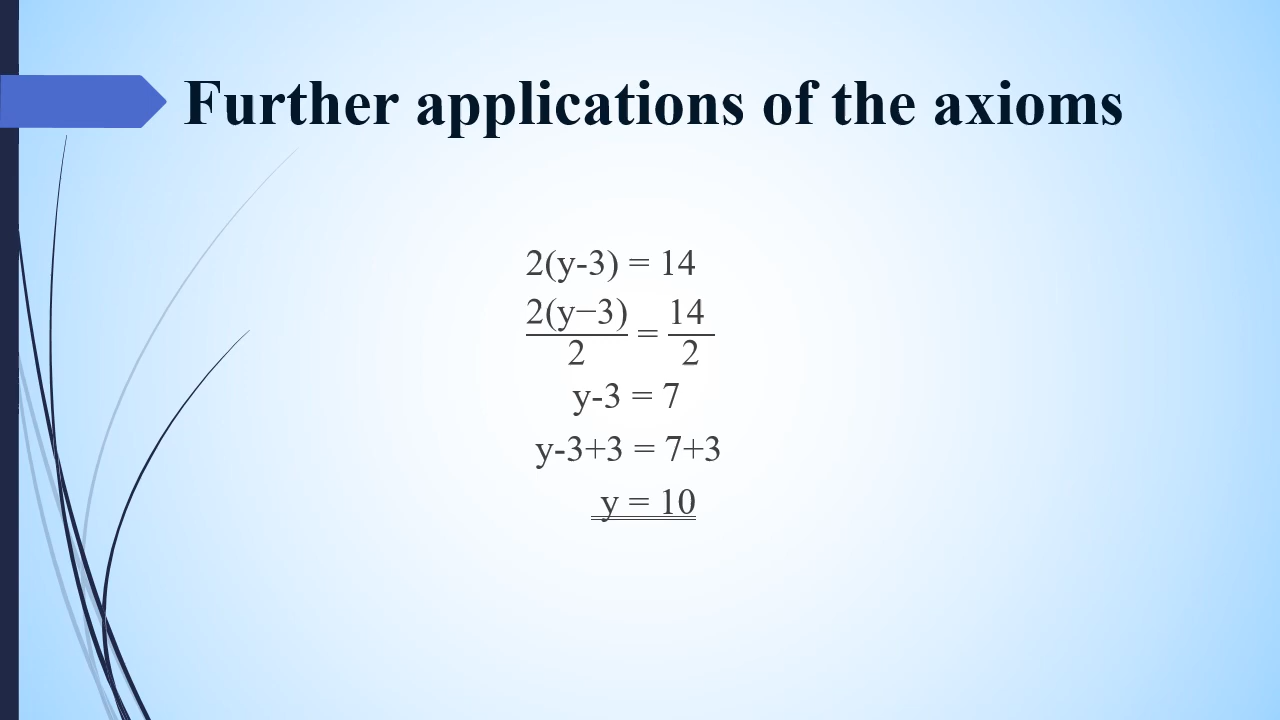 Further applications of the axioms
2(y-3) = 14
2(y−3)/2 = 14/2
y-3 = 7
y-3+3 = 7+3
y = 10